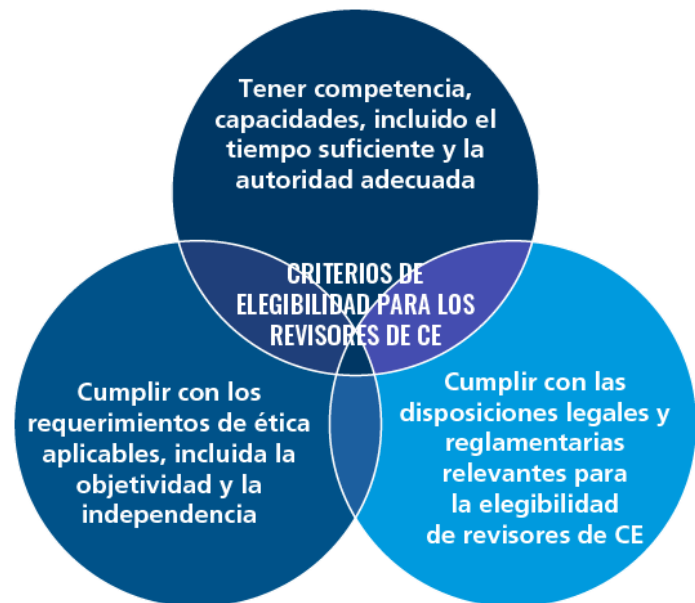 Tener competencia,
capacidades, incluido el
tiempo suficiente y la
autoridad adecuada
CRITERIOS DE
ELEGIBILIDAD PARA LOS
REVISORES DE CE
Cumplir con los
requerimientos de ética
aplicables, incluida la
objetividad y la
independencia
Cumplir con las
disposiciones legales y
reglamentarias
relevantes para
la elegibilidad
de revisores de CE